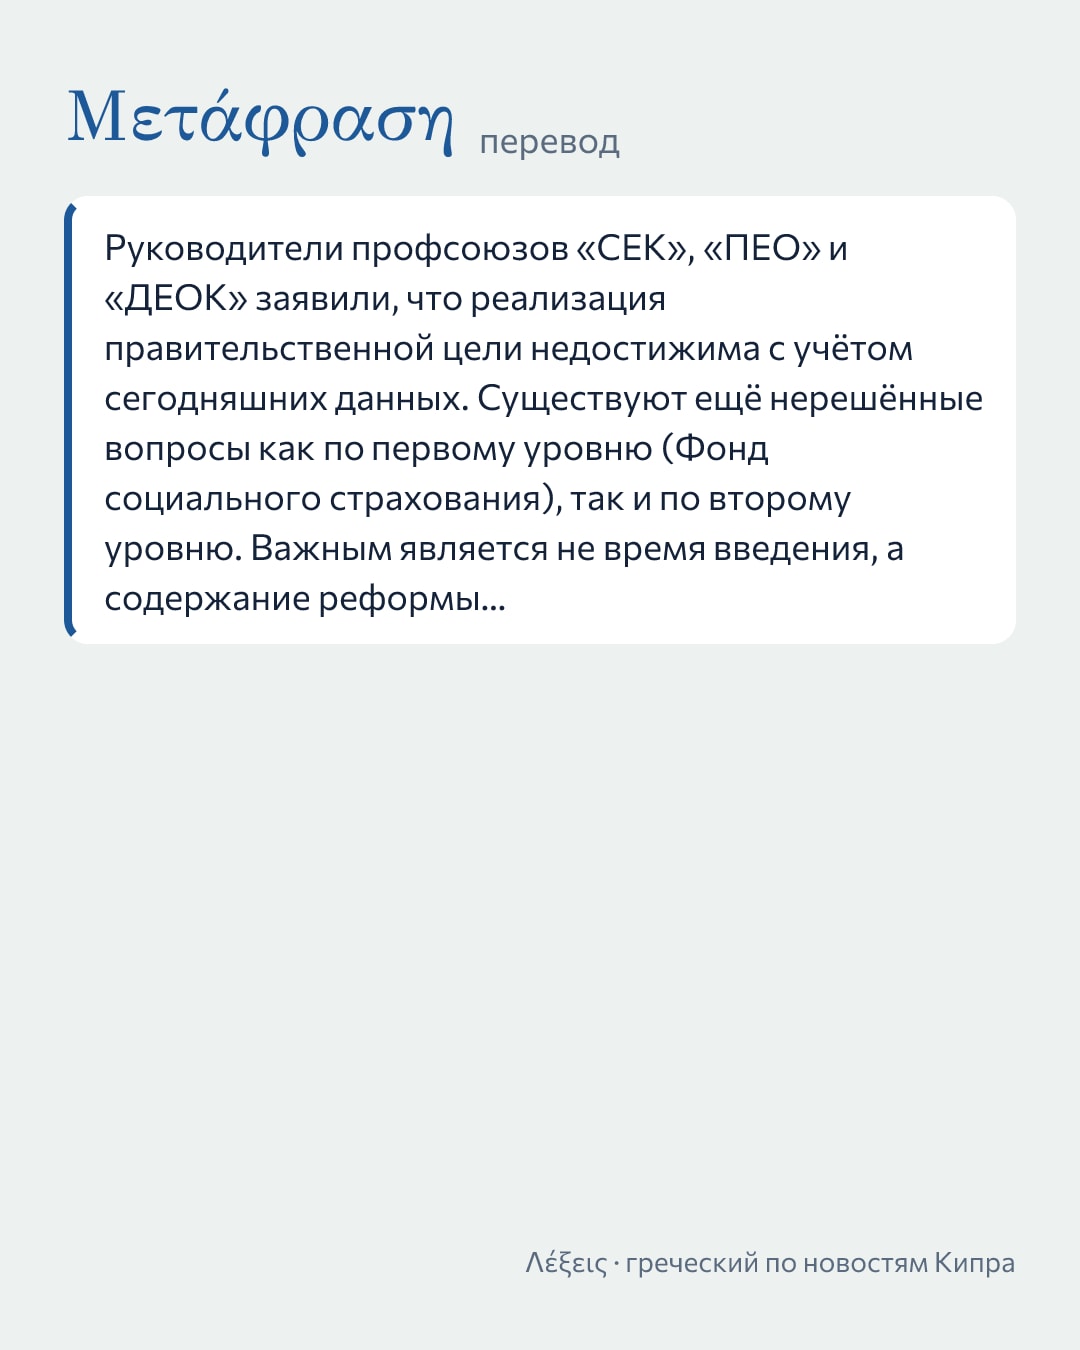 Μετάφραση перевод
Руководители профсоюзов «СЕК», «ПЕО» и
«ДЕОК» заявили, что реализация
правительственной цели недостижима с учётом
сегодняшних данных. Существуют ещё нерешённые
вопросы как по первому уровню (Фонд
социального страхования), так и по второму
уровню. Важным является не время введения, а
содержание реформы...
Λέξεις · греческий по новостям Кипра